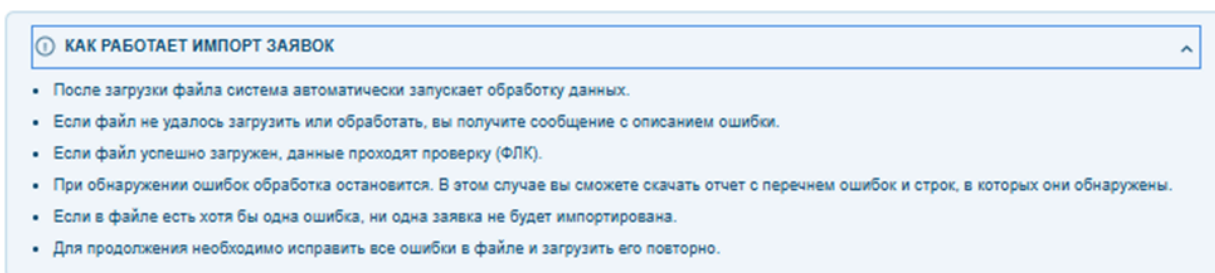 КАК РАБОТАЕТ ИМПОРТ ЗАЯВОК
• После загрузки файла система автоматически запускает обработку данных.
• Если файл не удалось загрузить или обработать, вы получите сообщение с описанием ошибки.
• Если файл успешно загружен, данные проходят проверку (ФЛК).
• При обнаружении ошибок обработка остановится. В этом случае вы сможете скачать отчет с перечнем ошибок и строк, в которых они обнаружены.
• Если в файле есть хотя бы одна ошибка, ни одна заявка не будет импортирована.
• Для продолжения необходимо исправить все ошибки в файле и загрузить его повторно.